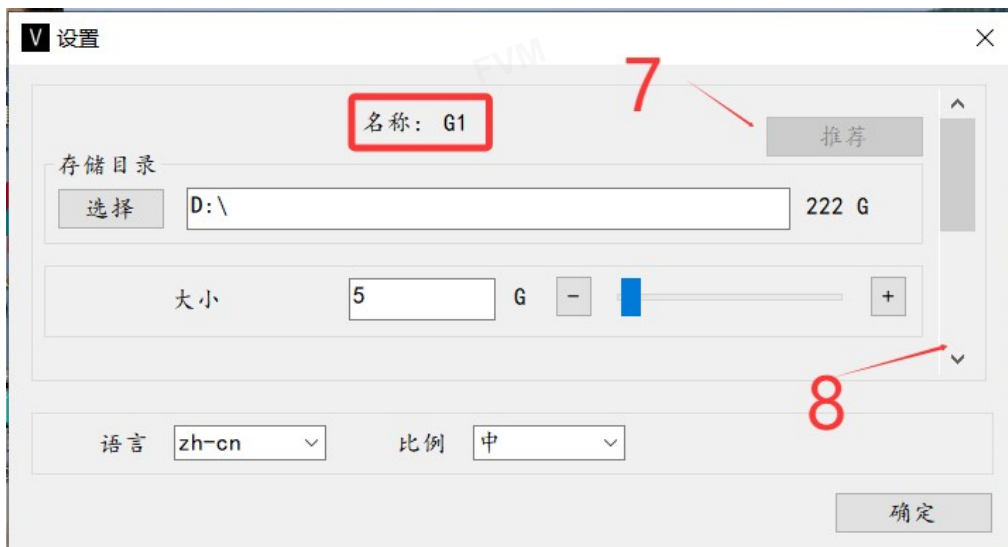 V 设置
FVM
7
名称: G1
推荐
存储目录
选择 D:\ 222 G
大小 5 G - +
8
语言 zh-cn 比例 中
确定